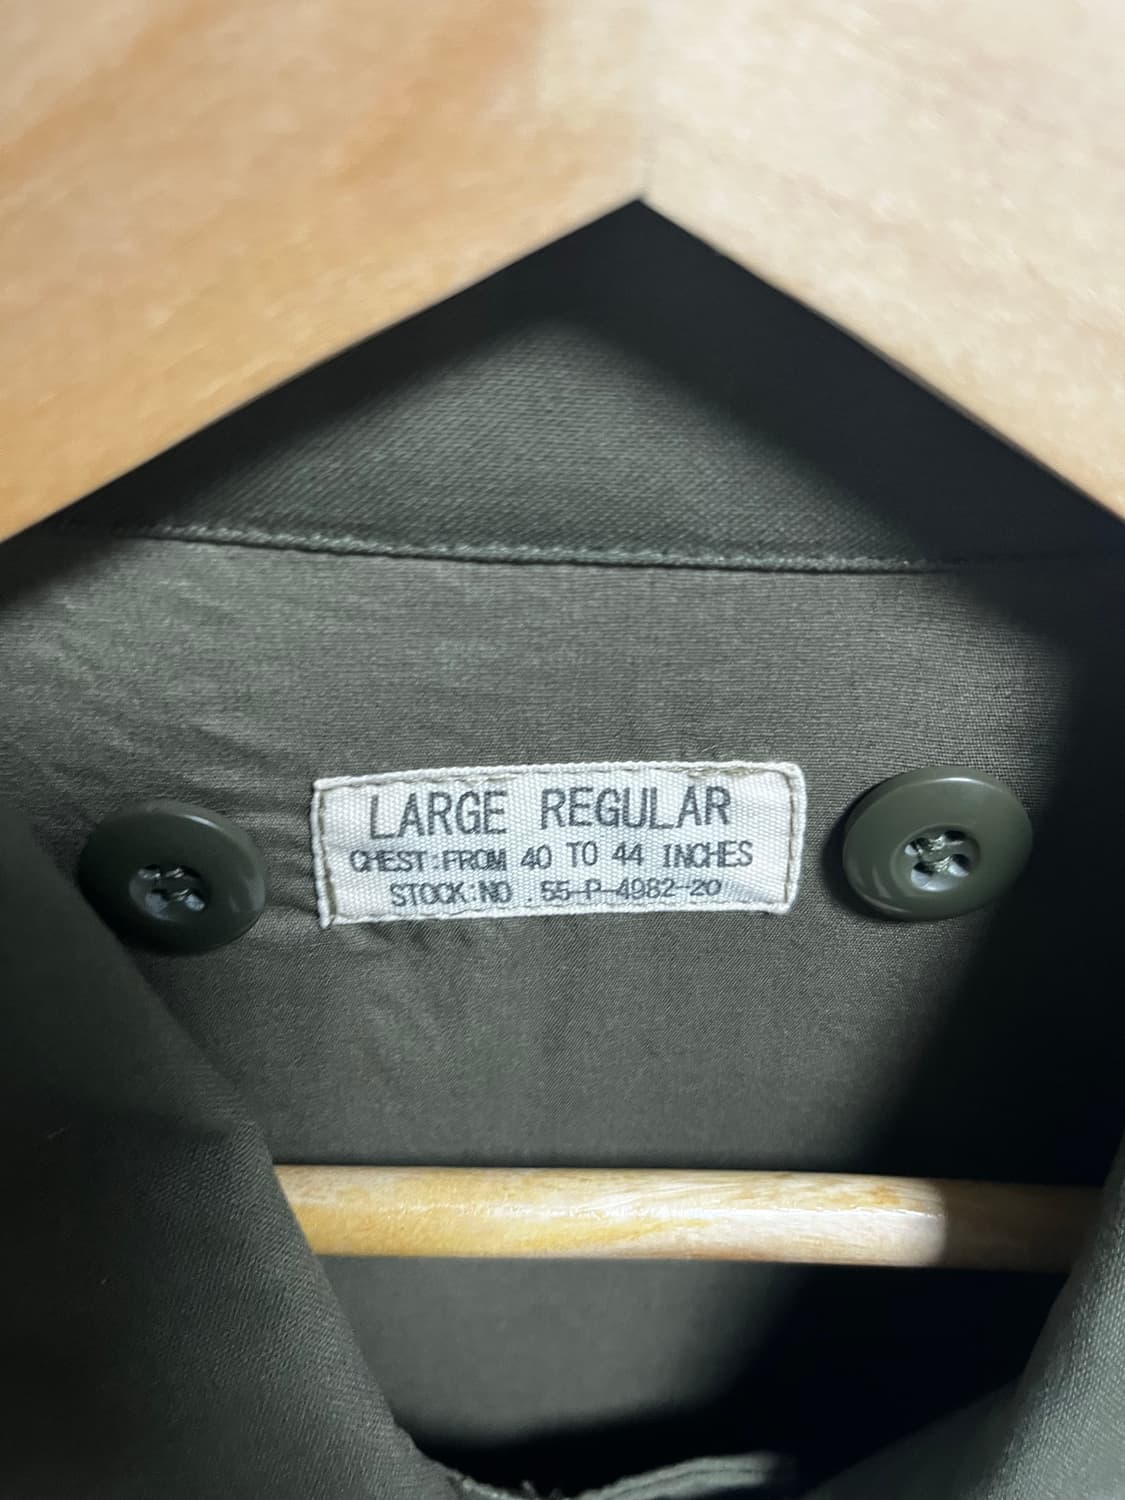 LARGE REGULAR
CHEST:FROM 40 TO 44 INCHES
STOCK:NO .55-P-4982-20